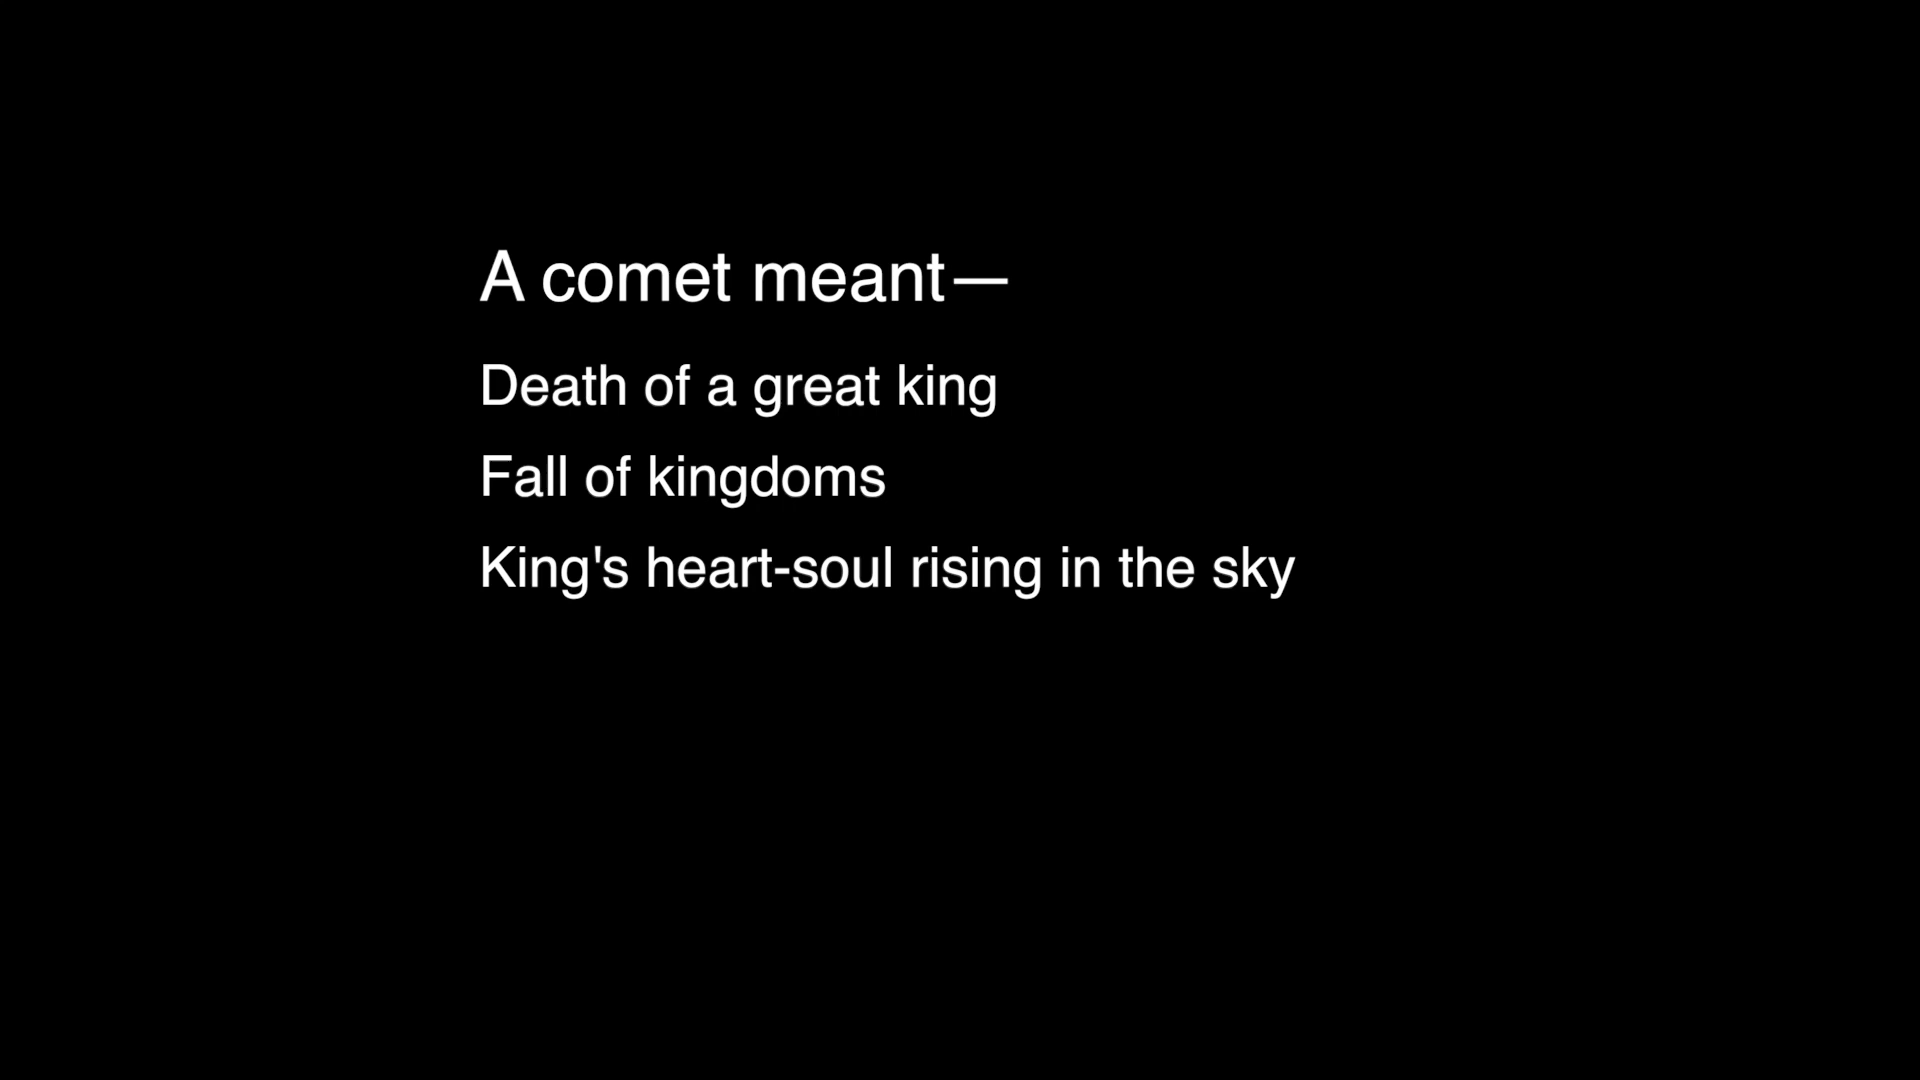 A comet meant—
Death of a great king
Fall of kingdoms
King's heart-soul rising in the sky